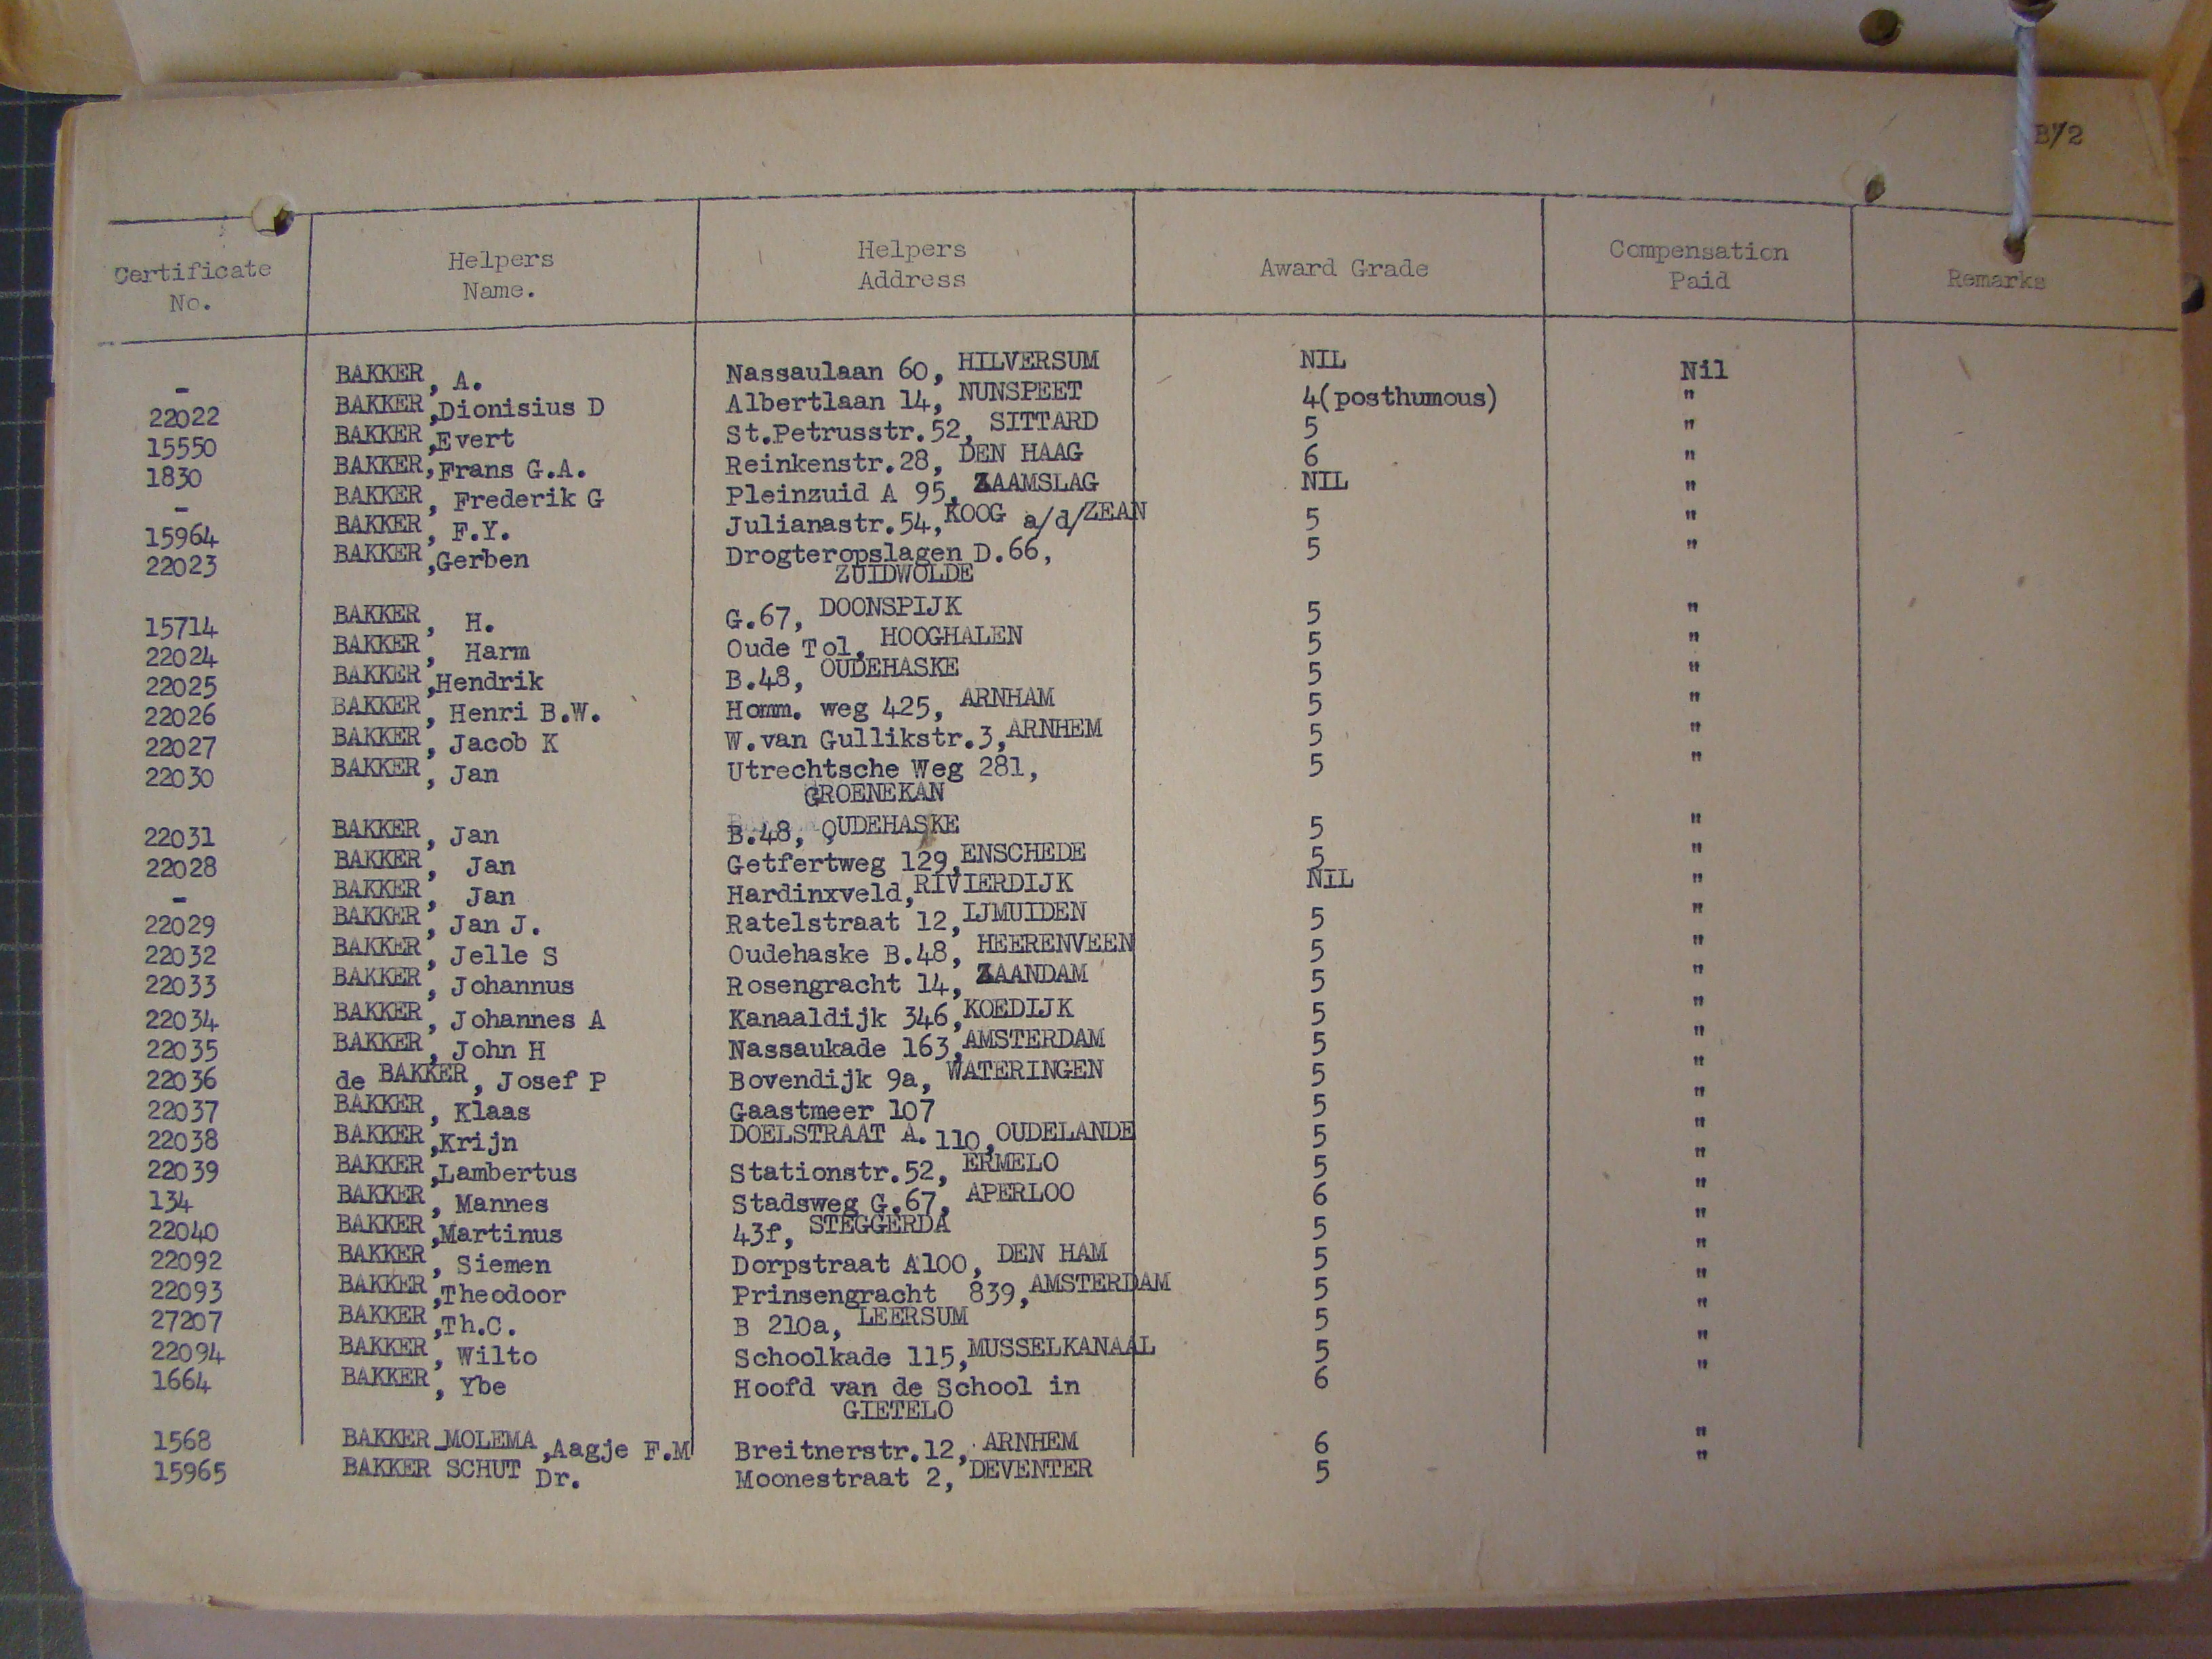 B/2
Certificate No. Helpers Name. Helpers Address Award Grade Compensation Paid Remarks
- BAKKER, A. Nassaulaan 60, HILVERSUM NIL Nil
22022 BAKKER,Dionisius D Albertlaan 14, NUNSPEET 4(posthumous) "
15550 BAKKER,Evert St.Petrusstr.52, SITTARD 5 "
1830 BAKKER,Frans G.A. Reinkenstr.28, DEN HAAG 6 "
- BAKKER, Frederik G Pleinzuid A 95, ZAAMSLAG NIL "
15964 BAKKER, F.Y. Julianastr.54,KOOG a/d/ZEAN 5 "
22023 BAKKER,Gerben Drogteropslagen D.66, 5 "
ZUIDWOLDE
15714 BAKKER, H. G.67, DOONSPIJK 5 "
22024 BAKKER, Harm Oude Tol, HOOGHALEN 5 "
22025 BAKKER,Hendrik B.48, OUDEHASKE 5 "
22026 BAKKER, Henri B.W. Homm. weg 425, ARNHAM 5 "
22027 BAKKER, Jacob K W.van Gullikstr.3,ARNHEM 5 "
22030 BAKKER, Jan Utrechtsche Weg 281, 5 "
GROENEKAN
22031 BAKKER, Jan B.48, OUDEHASKE 5 "
22028 BAKKER, Jan Getfertweg 129,ENSCHEDE 5 "
- BAKKER, Jan Hardinxveld,RIVIERDIJK NIL "
22029 BAKKER, Jan J. Ratelstraat 12,IJMUIDEN 5 "
22032 BAKKER, Jelle S Oudehaske B.48, HEERENVEEN 5 "
22033 BAKKER, Johannus Rosengracht 14, ZAANDAM 5 "
22034 BAKKER, Johannes A Kanaaldijk 346,KOEDIJK 5 "
22035 BAKKER, John H Nassaukade 163,AMSTERDAM 5 "
22036 de BAKKER, Josef P Bovendijk 9a, WATERINGEN 5 "
22037 BAKKER, Klaas Gaastmeer 107 5 "
22038 BAKKER,Krijn DOELSTRAAT A.110,OUDELANDE 5 "
22039 BAKKER,Lambertus Stationstr.52, ERMELO 5 "
134 BAKKER, Mannes Stadsweg G.67, APERLOO 6 "
22040 BAKKER,Martinus 43f, STEGGERDA 5 "
22092 BAKKER, Siemen Dorpstraat A100, DEN HAM 5 "
22093 BAKKER,Theodoor Prinsengracht 839,AMSTERDAM 5 "
27207 BAKKER,Th.C. B 210a, LEERSUM 5 "
22094 BAKKER, Wilto Schoolkade 115,MUSSELKANAAL 5 "
1664 BAKKER, Ybe Hoofd van de School in 6 "
GIETELO
1568 BAKKER_MOLEMA,Aagje F.M Breitnerstr.12, ARNHEM 6 "
15965 BAKKER SCHUT Dr. Moonestraat 2, DEVENTER 5 "